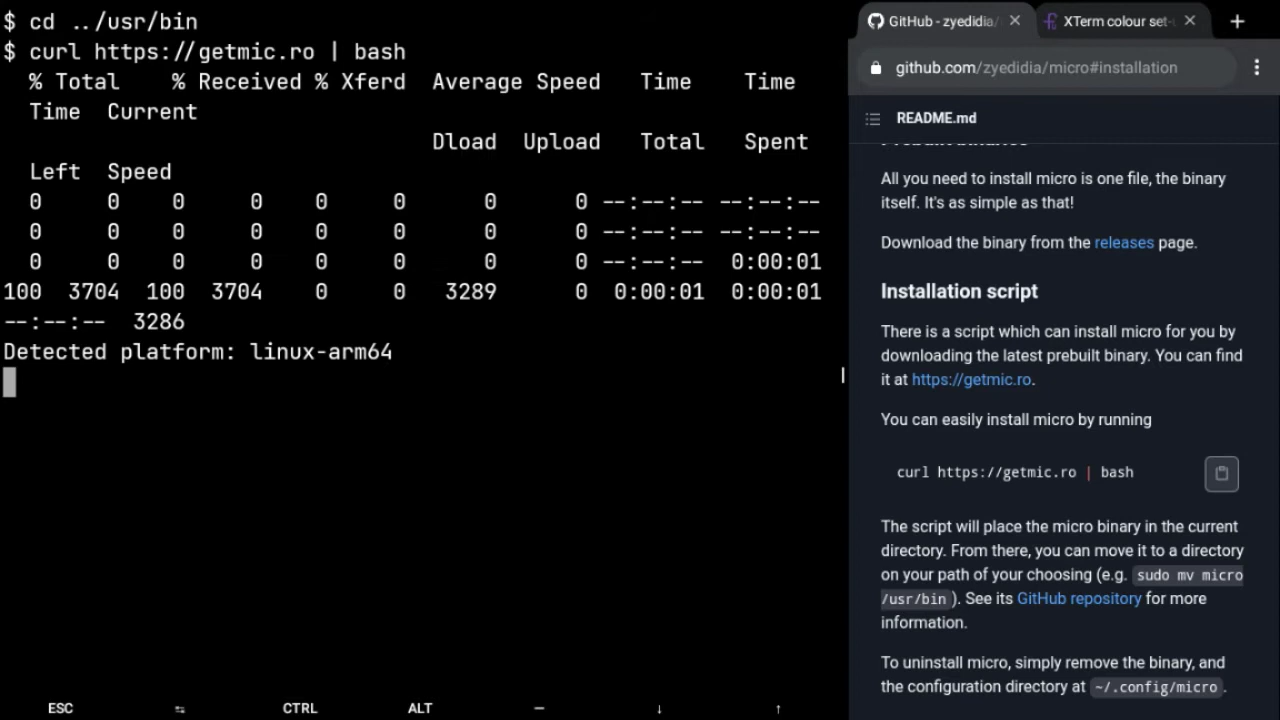 $ cd ../usr/bin
$ curl https://getmic.ro | bash
% Total % Received % Xferd Average Speed Time Time
Time Current
Dload Upload Total Spent
Left Speed
0 0 0 0 0 0 0 0 --:--:-- --:--:--
0 0 0 0 0 0 0 0 --:--:-- --:--:--
0 0 0 0 0 0 0 0 --:--:-- 0:00:01
100 3704 100 3704 0 0 3289 0 0:00:01 0:00:01
--:--:-- 3286
Detected platform: linux-arm64
ESC CTRL ALT – ↓ ↑
GitHub - zyedidia/ XTerm colour set-
github.com/zyedidia/micro#installation
README.md
Prebuilt binaries
All you need to install micro is one file, the binary
itself. It's as simple as that!
Download the binary from the releases page.
Installation script
There is a script which can install micro for you by
downloading the latest prebuilt binary. You can find
it at https://getmic.ro.
You can easily install micro by running
curl https://getmic.ro | bash
The script will place the micro binary in the current
directory. From there, you can move it to a directory
on your path of your choosing (e.g. sudo mv micro
/usr/bin ). See its GitHub repository for more
information.
To uninstall micro, simply remove the binary, and
the configuration directory at ~/.config/micro .